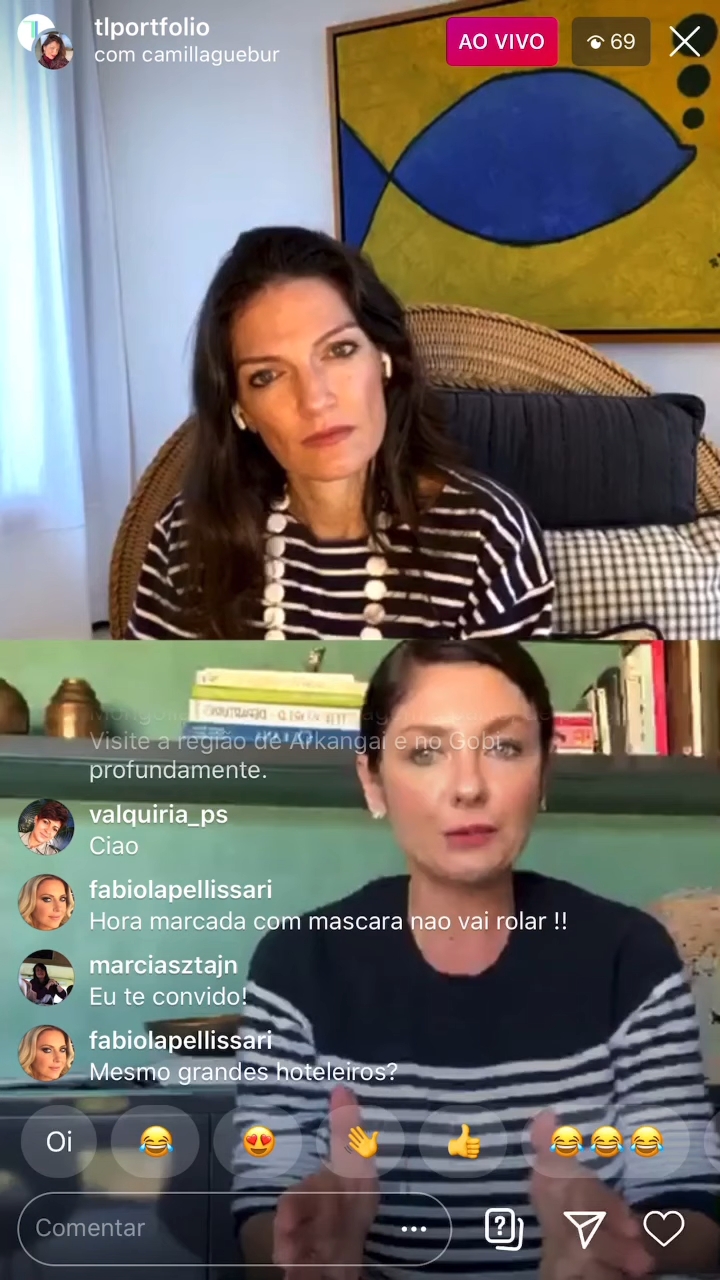 tlportfolio
com camillaguebur
AO VIVO
69
Visite a região de Arkangai e no Gobi
profundamente.
valquiria_ps
Ciao
fabiolapellissari
Hora marcada com mascara nao vai rolar !!
marciasztajn
Eu te convido!
fabiolapellissari
Mesmo grandes hoteleiros?
Oi
Comentar